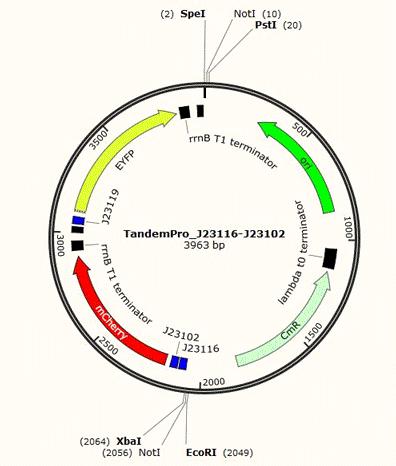 (2) SpeI
NotI (10)
PstI (20)
rrnB T1 terminator
500
ori
1000
lambda t0 terminator
CmR
1500
2000
J23116
J23102
EcoRI (2049)
(2056) NotI
(2064) XbaI
mCherry
2500
rrnB T1 terminator
3000
J23119
EYFP
3500
TandemPro_J23116-J23102
3963 bp